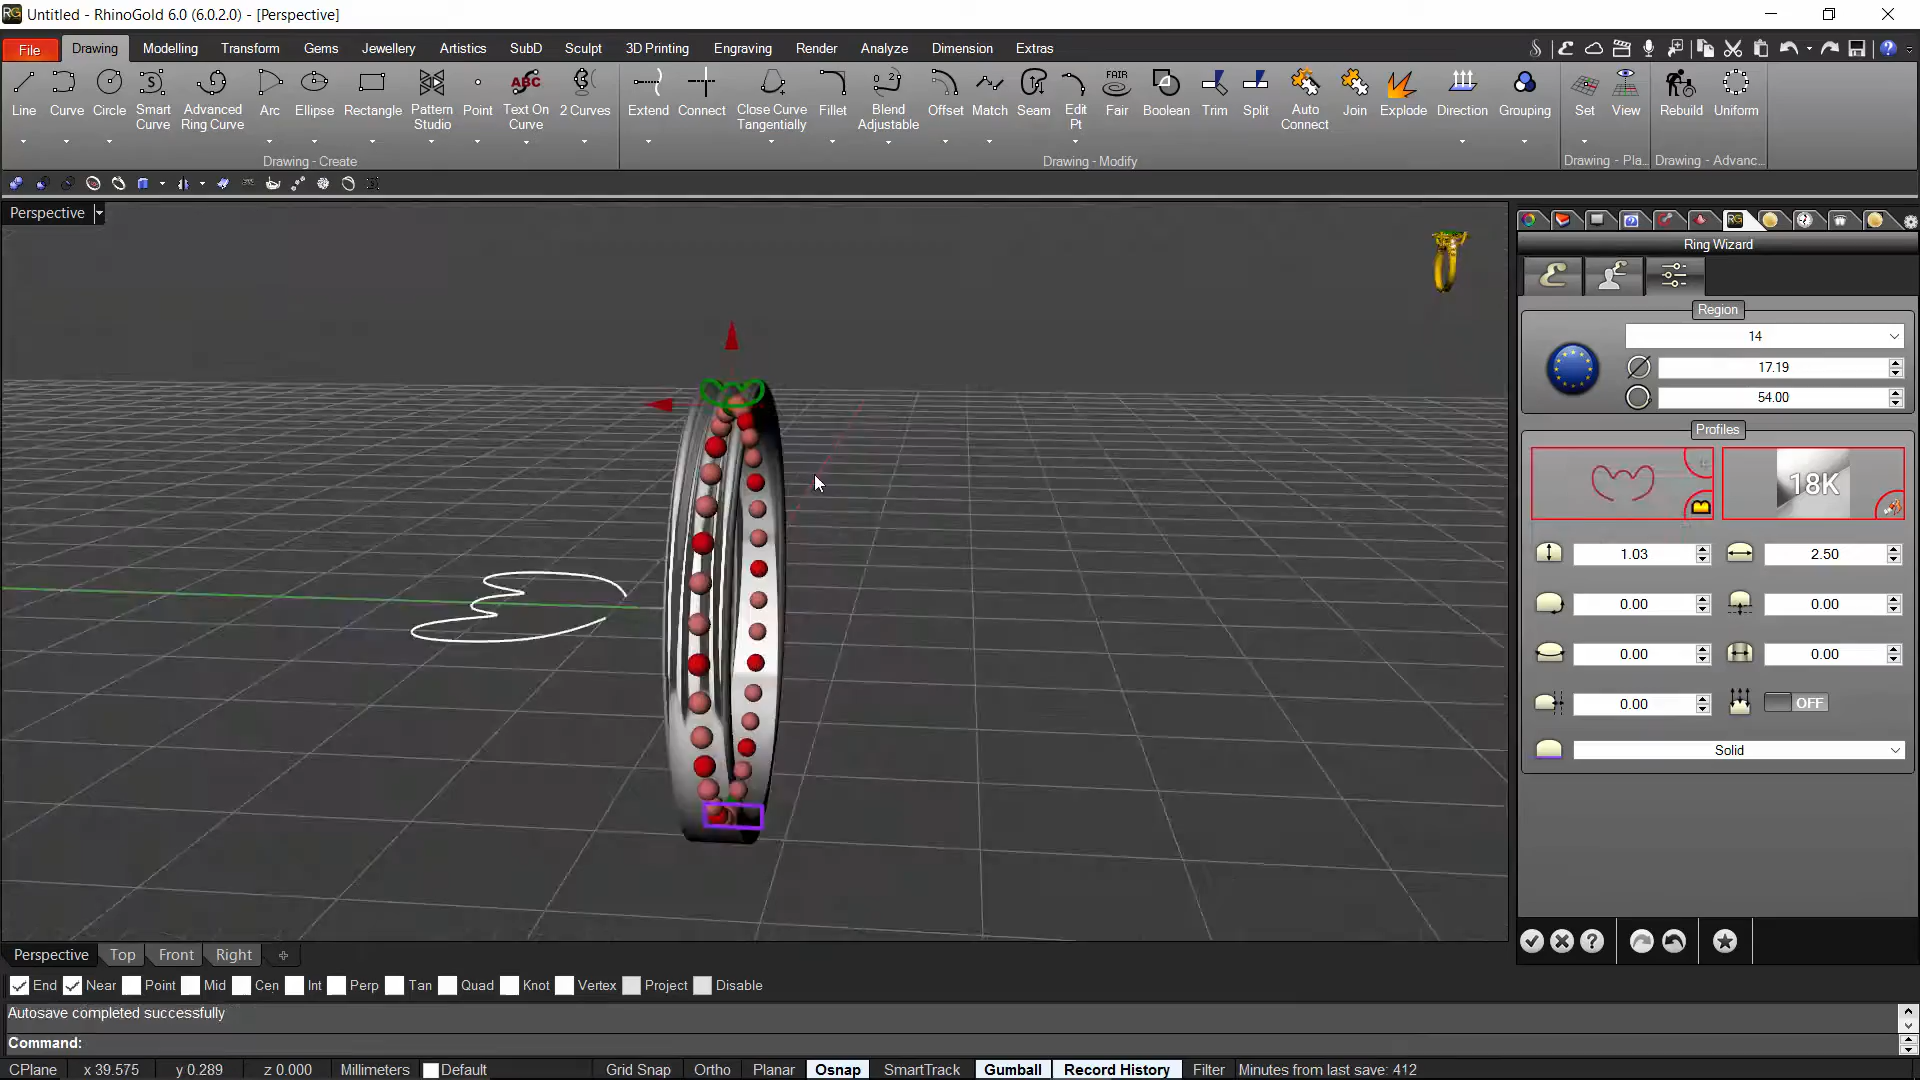 Untitled - RhinoGold 6.0 (6.0.2.0) - [Perspective]
File Drawing Modelling Transform Gems Jewellery Artistics SubD Sculpt 3D Printing Engraving Render Analyze Dimension Extras
Line Curve Circle Smart Curve Advanced Ring Curve Arc Ellipse Rectangle Pattern Studio Point Text On Curve 2 Curves Extend Connect Close Curve Tangentially Fillet Blend Adjustable Offset Match Seam Edit Pt Fair Boolean Trim Split Auto Connect Join Explode Direction Grouping Set View Rebuild Uniform
Drawing - Create Drawing - Modify Drawing - Pla... Drawing - Advanc...
Perspective
Ring Wizard
Region
14
17.19
54.00
Profiles
18K
1.03 2.50
0.00 0.00
0.00 0.00
0.00 OFF
Solid
Perspective Top Front Right
End Near Point Mid Cen Int Perp Tan Quad Knot Vertex Project Disable
Autosave completed successfully
Command:
CPlane x 39.575 y 0.289 z 0.000 Millimeters Default Grid Snap Ortho Planar Osnap SmartTrack Gumball Record History Filter Minutes from last save: 412